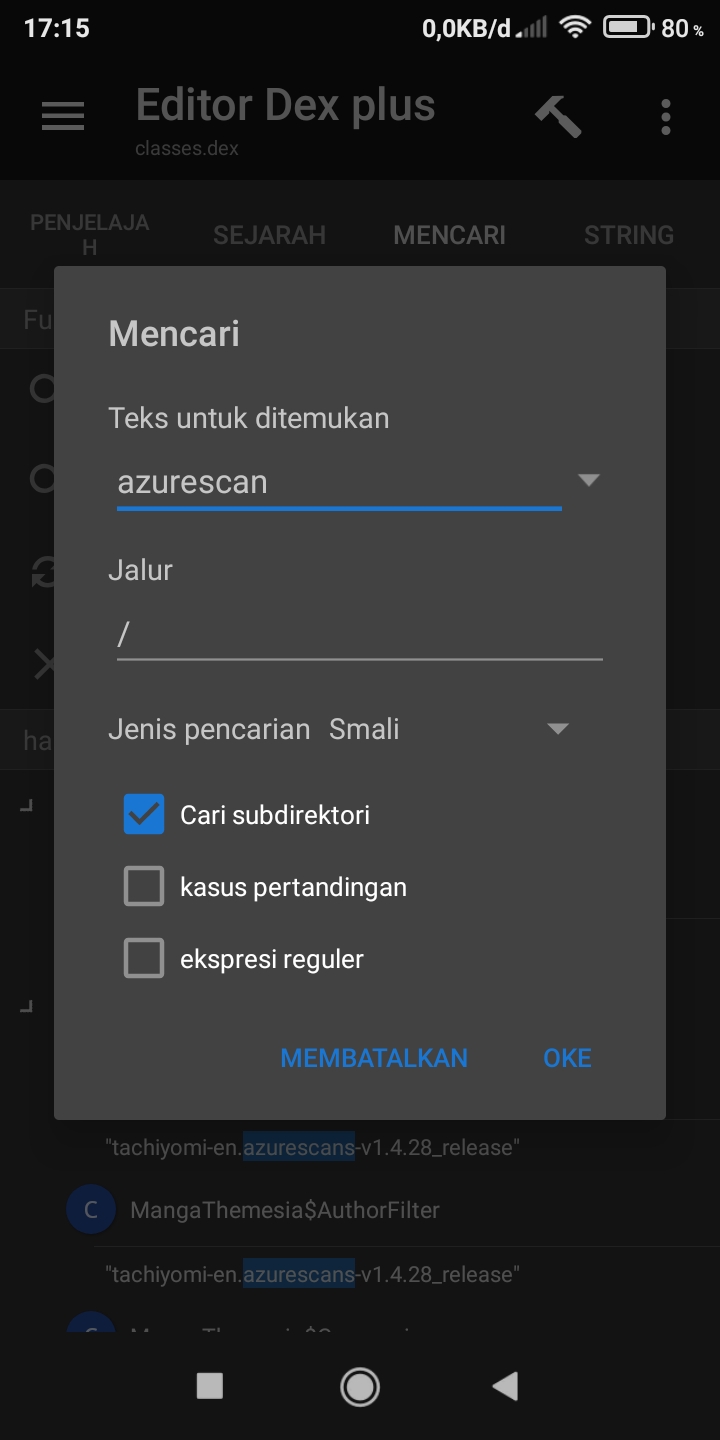 17:15
0,0KB/d
80 %
Editor Dex plus
classes.dex
PENJELAJA
H
SEJARAH
MENCARI
STRING
Fu
Mencari
Teks untuk ditemukan
azurescan
Jalur
/
Jenis pencarian Smali
ha
Cari subdirektori
kasus pertandingan
ekspresi reguler
MEMBATALKAN
OKE
"tachiyomi-en.azurescans-v1.4.28_release"
C MangaThemesia$AuthorFilter
"tachiyomi-en.azurescans-v1.4.28_release"